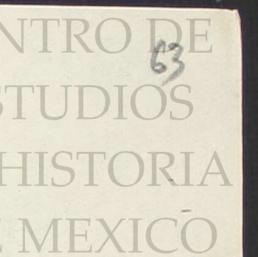 NTRO DE
63
STUDIOS
HISTORIA
E MEXICO